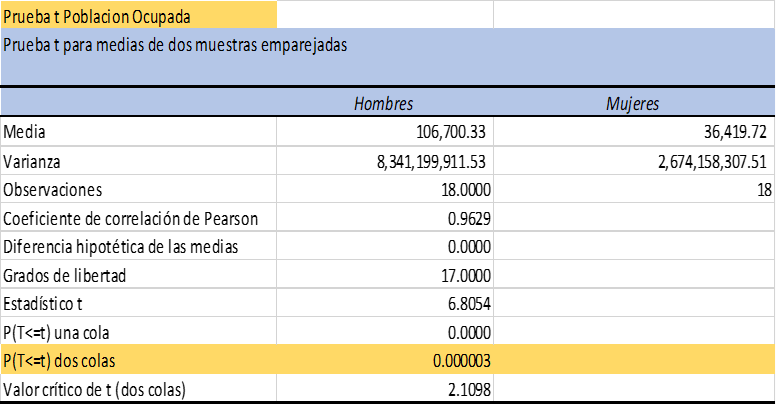 Prueba t Poblacion Ocupada
Prueba t para medias de dos muestras emparejadas
Hombres Mujeres
Media 106,700.33 36,419.72
Varianza 8,341,199,911.53 2,674,158,307.51
Observaciones 18.0000 18
Coeficiente de correlación de Pearson 0.9629
Diferencia hipotética de las medias 0.0000
Grados de libertad 17.0000
Estadístico t 6.8054
P(T<=t) una cola 0.0000
P(T<=t) dos colas 0.000003
Valor crítico de t (dos colas) 2.1098